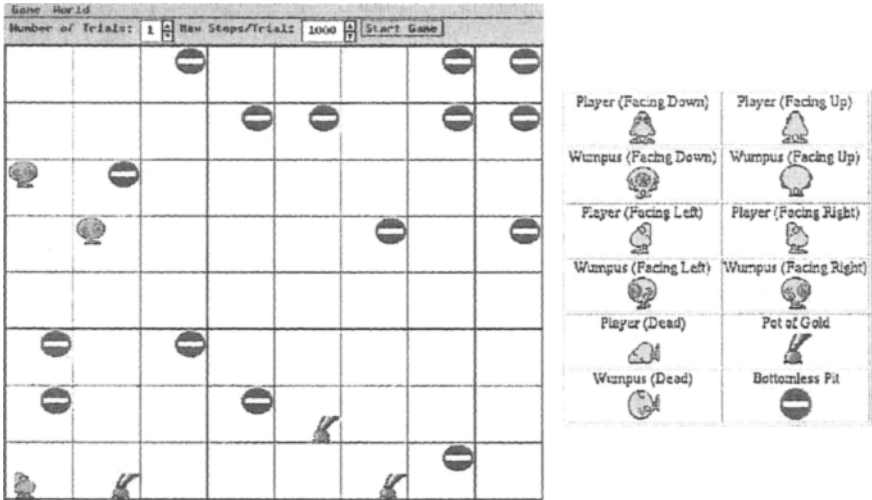 Game World
Number of Trials: 1 Max Steps/Trial: 1000 Start Game
Player (Facing Down) Player (Facing Up)
Wumpus (Facing Down) Wumpus (Facing Up)
Player (Facing Left) Player (Facing Right)
Wumpus (Facing Left) Wumpus (Facing Right)
Player (Dead) Pot of Gold
Wumpus (Dead) Bottomless Pit